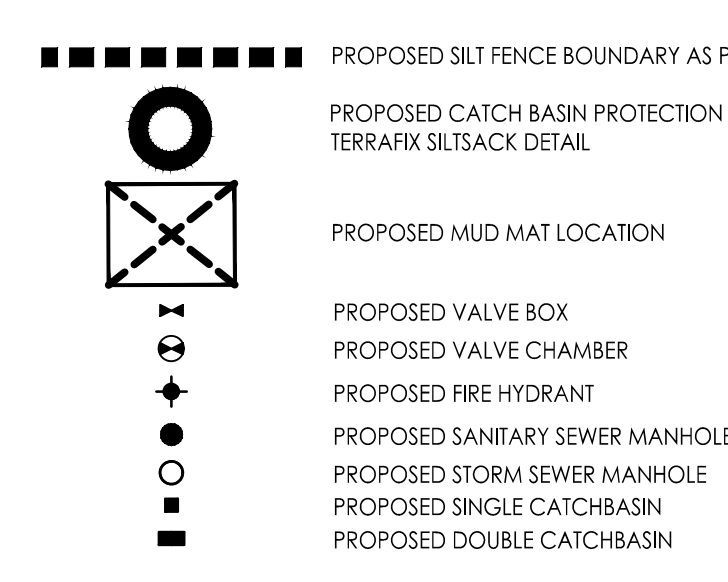 PROPOSED SILT FENCE BOUNDARY AS
PROPOSED CATCH BASIN PROTECTION
TERRAFIX SILTSACK DETAIL
PROPOSED MUD MAT LOCATION
PROPOSED VALVE BOX
PROPOSED VALVE CHAMBER
PROPOSED FIRE HYDRANT
PROPOSED SANITARY SEWER MANHOLE
PROPOSED STORM SEWER MANHOLE
PROPOSED SINGLE CATCHBASIN
PROPOSED DOUBLE CATCHBASIN